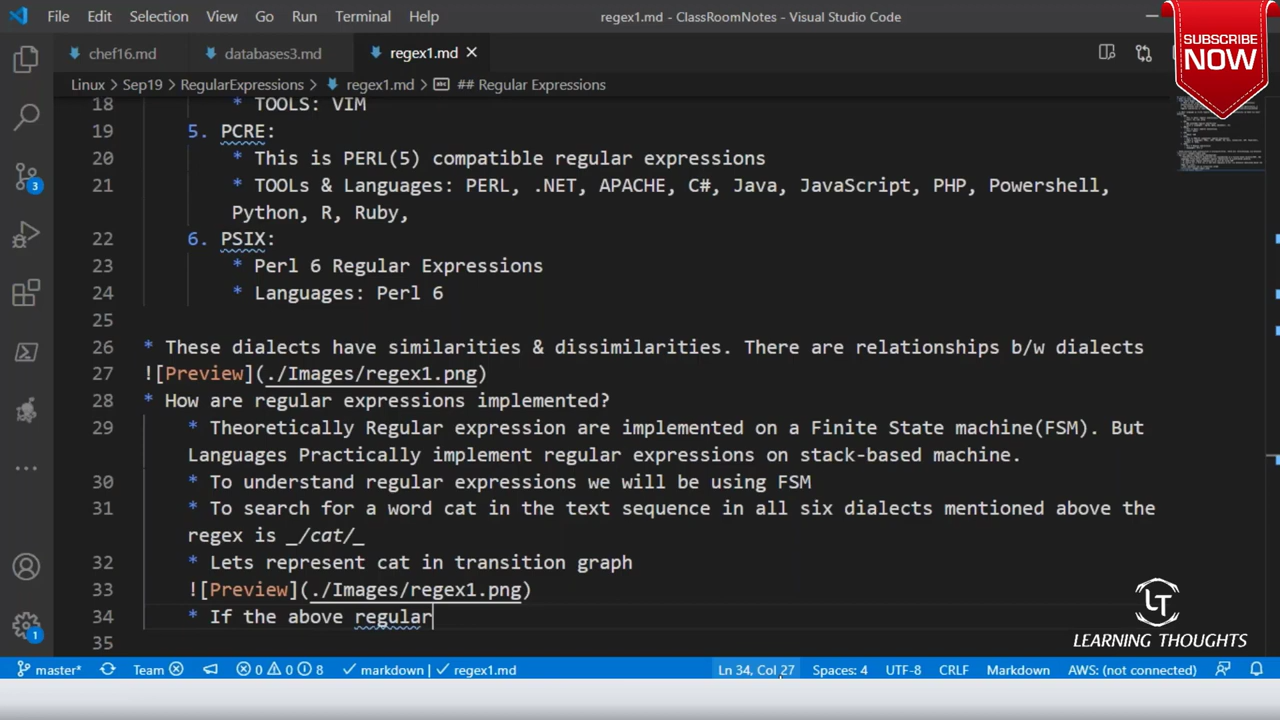 File Edit Selection View Go Run Terminal Help regex1.md - ClassRoomNotes - Visual Studio Code
SUBSCRIBE
NOW
chef16.md databases3.md regex1.md
Linux > Sep19 > RegularExpressions > regex1.md > ## Regular Expressions
18 * TOOLS: VIM
19 5. PCRE:
20 * This is PERL(5) compatible regular expressions
21 * TOOLs & Languages: PERL, .NET, APACHE, C#, Java, JavaScript, PHP, Powershell,
Python, R, Ruby,
22 6. PSIX:
23 * Perl 6 Regular Expressions
24 * Languages: Perl 6
25
26 * These dialects have similarities & dissimilarities. There are relationships b/w dialects
27 ![Preview](./Images/regex1.png)
28 * How are regular expressions implemented?
29 * Theoretically Regular expression are implemented on a Finite State machine(FSM). But
Languages Practically implement regular expressions on stack-based machine.
30 * To understand regular expressions we will be using FSM
31 * To search for a word cat in the text sequence in all six dialects mentioned above the
regex is _/cat/_
32 * Lets represent cat in transition graph
33 ![Preview](./Images/regex1.png)
34 * If the above regular
35
3
1
LT
LEARNING THOUGHTS
master* Team 0 0 8 markdown | regex1.md Ln 34, Col 27 Spaces: 4 UTF-8 CRLF Markdown AWS: (not connected)